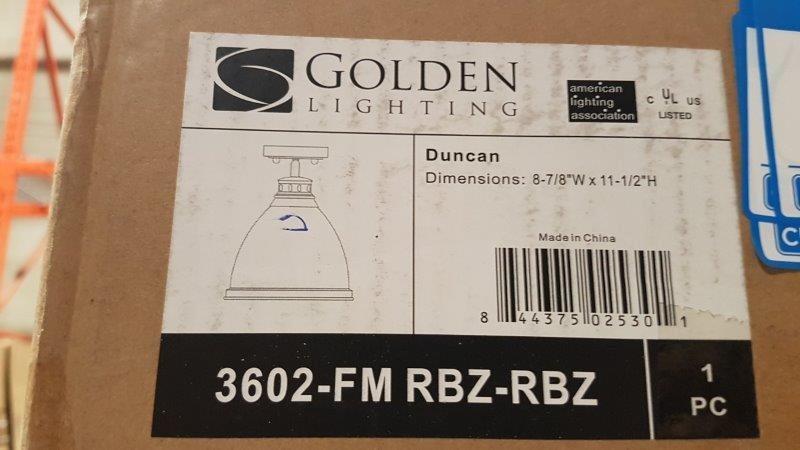 GOLDEN
LIGHTING
american
lighting
association
c UL US
LISTED
Duncan
Dimensions: 8-7/8"W x 11-1/2"H
Made in China
8 44375 02530 1
3602-FM RBZ-RBZ
1
PC